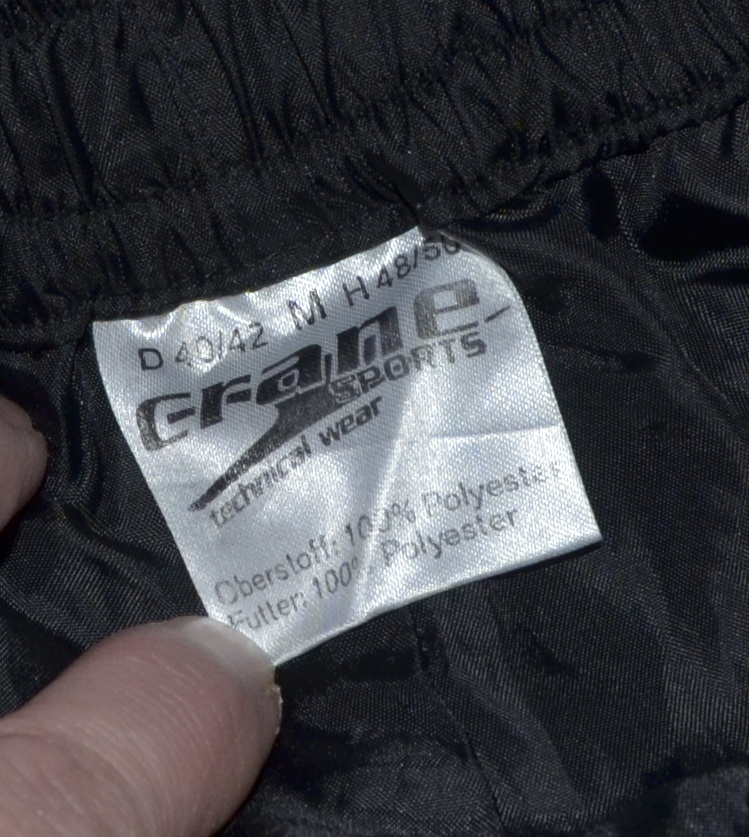 D 40/42 M H 48/50
crane
SPORTS
technical wear
Oberstoff: 100% Polyester
Futter: 100% Polyester